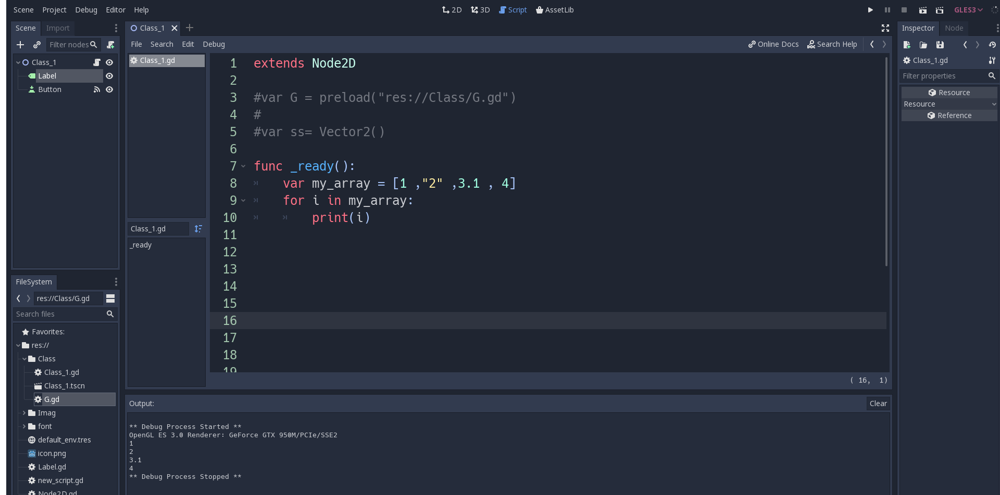 Scene Project Debug Editor Help
2D 3D Script AssetLib
GLES3
Scene Import
Filter nodes
Class_1
Label
Button
FileSystem
res://Class/G.gd
Search files
Favorites:
res://
Class
Class_1.gd
Class_1.tscn
G.gd
Imag
font
default_env.tres
icon.png
Label.gd
new_script.gd
Node2D.gd
Class_1
File Search Edit Debug
Online Docs Search Help
Class_1.gd
Class_1.gd
_ready
1 extends Node2D
2
3 #var G = preload("res://Class/G.gd")
4 #
5 #var ss= Vector2()
6
7 func _ready():
8 var my_array = [1 ,"2" ,3.1 , 4]
9 for i in my_array:
10 print(i)
11
12
13
14
15
16
17
18
19
( 16, 1)
Output:
Clear
** Debug Process Started **
OpenGL ES 3.0 Renderer: GeForce GTX 950M/PCIe/SSE2
1
2
3.1
4
** Debug Process Stopped **
Inspector Node
Class_1.gd
Filter properties
Resource
Resource
Reference